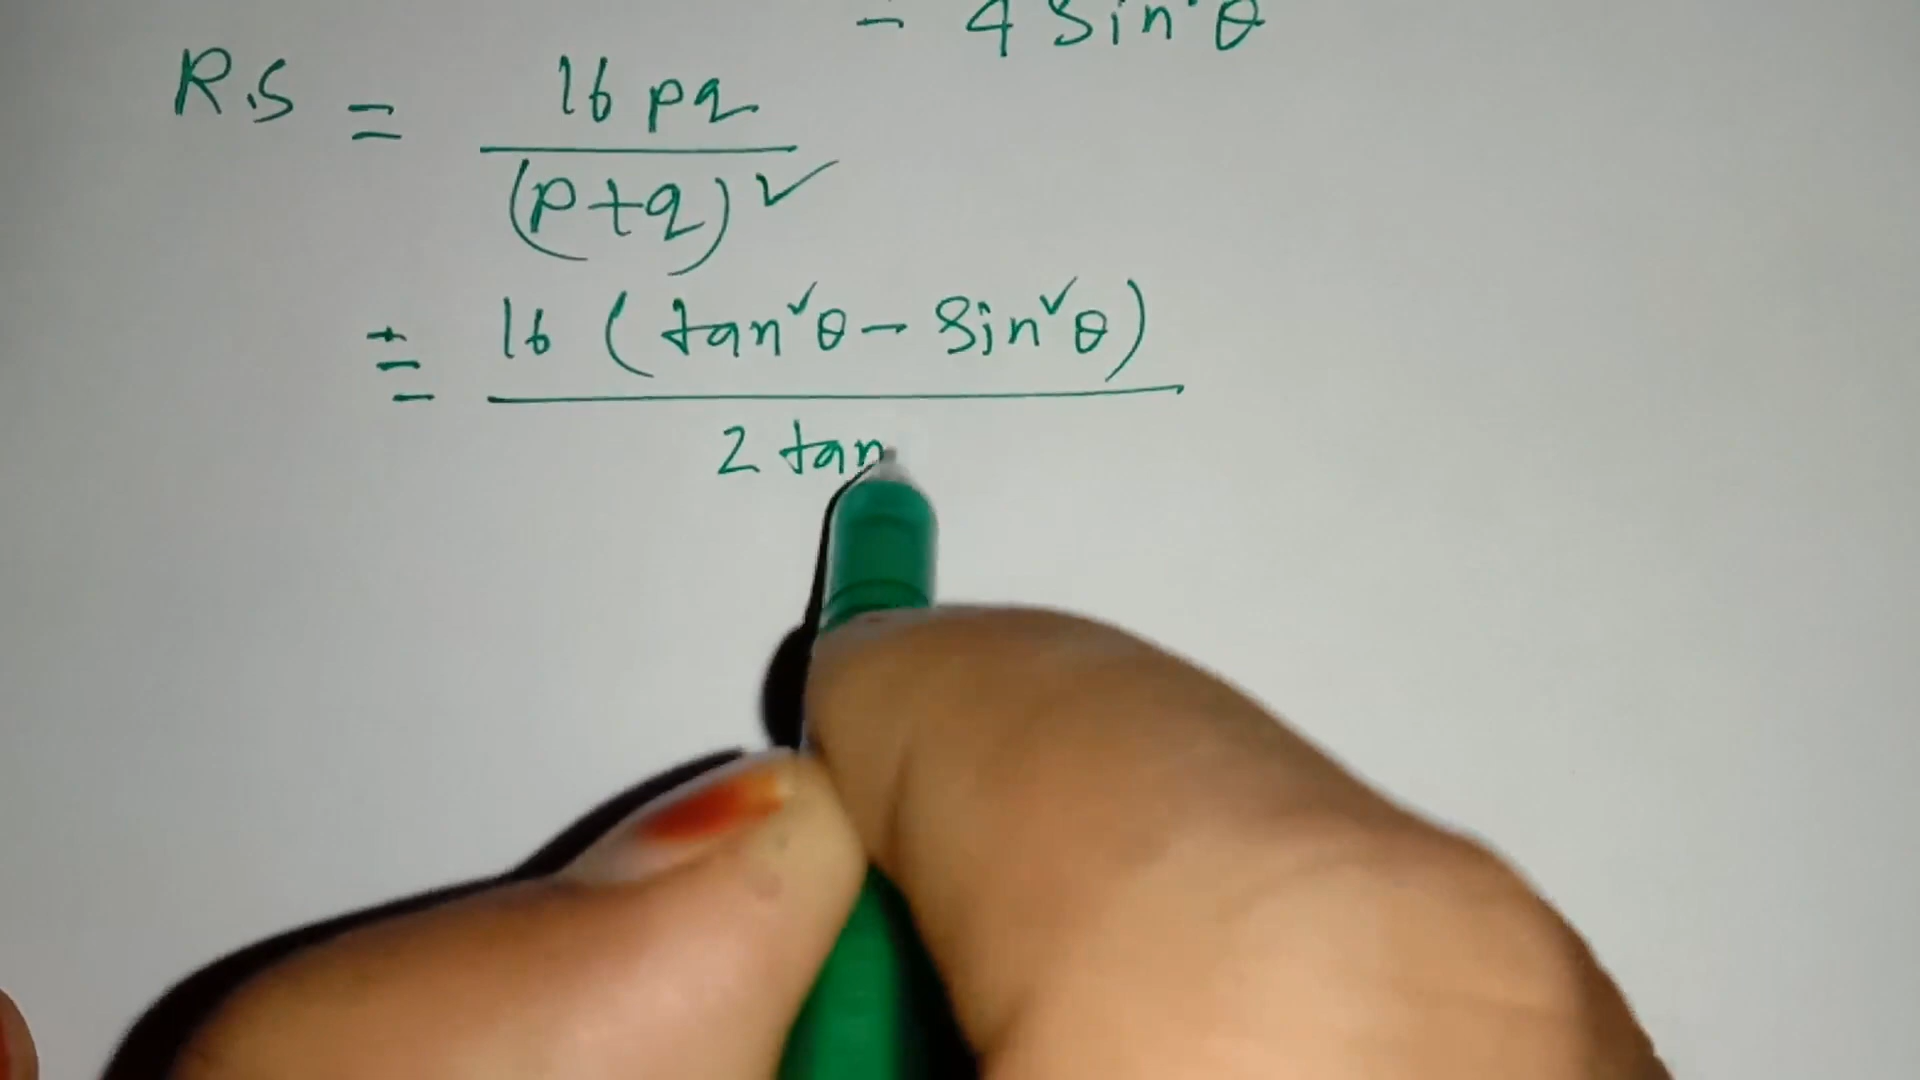 = 4 Sin²θ
R.S = 16 pq
(p+q)²
= 16 (tan²θ - Sin²θ)
2 tan